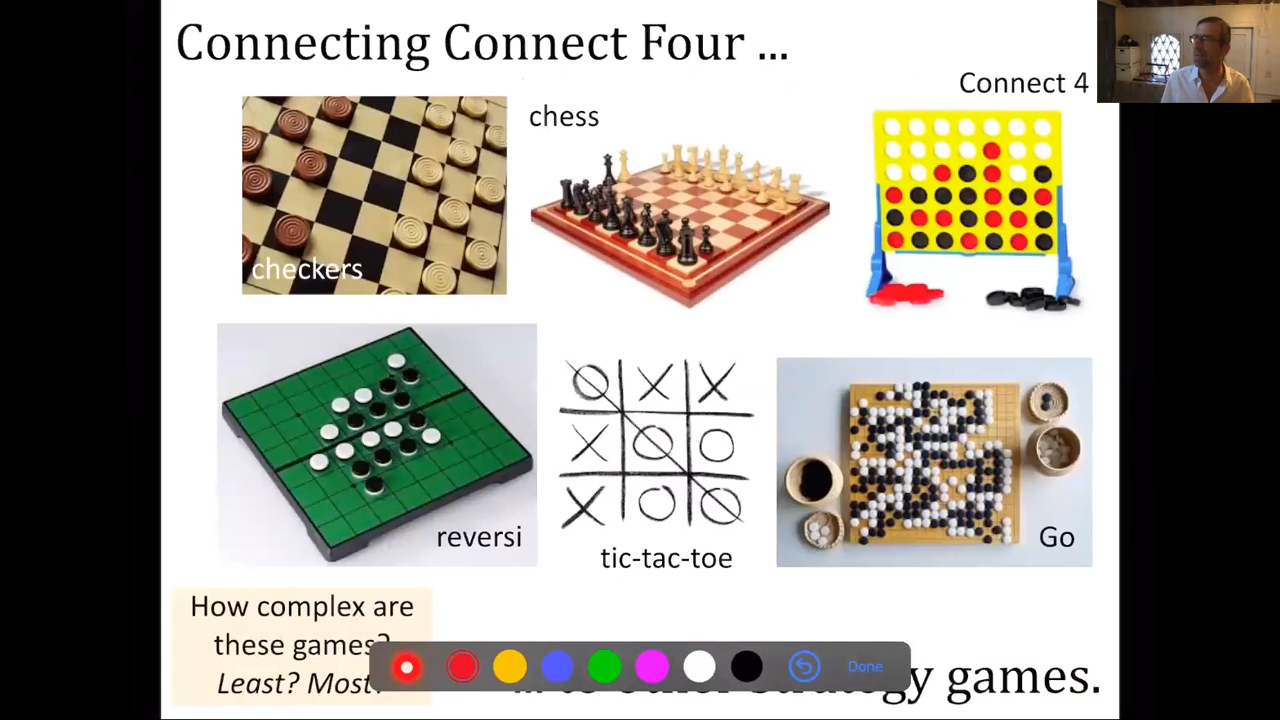 Connecting Connect Four ...
Connect 4
chess
checkers
reversi
tic-tac-toe
Go
How complex are
these games?
Least? Most?
games.
Done